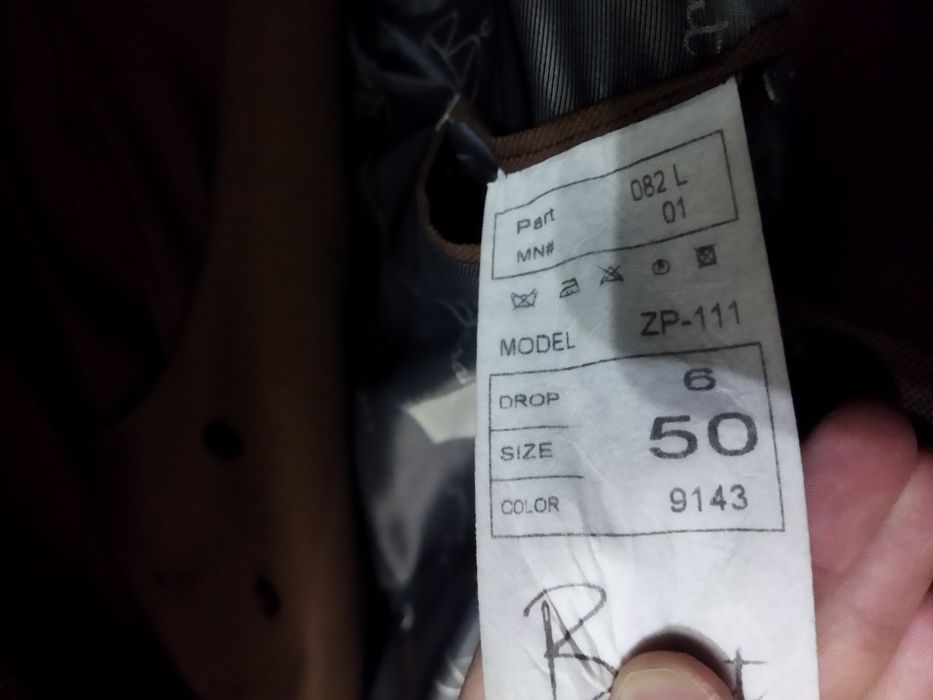 Part 082 L
MN# 01
MODEL ZP-111
DROP 6
SIZE 50
COLOR 9143